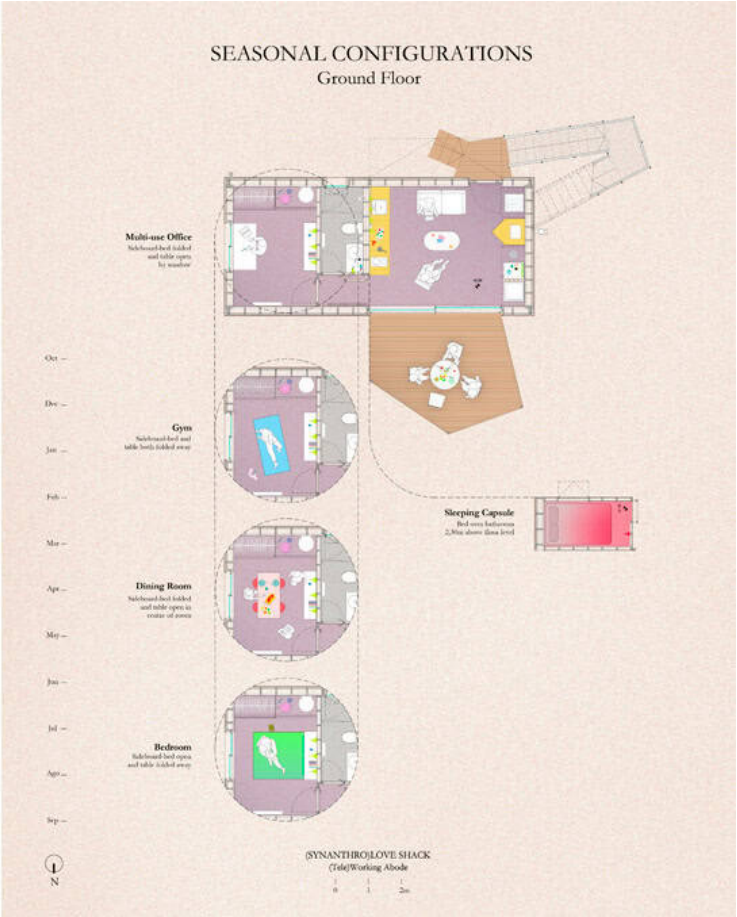 SEASONAL CONFIGURATIONS
Ground Floor
Multi-use Office
Sideboard-bed folded
and table open
by window
Oct
Dec
Gym
Sideboard-bed and
table both folded away
Jan
Feb
Sleeping Capsule
Bed over bathroom
2,30m above floor level
Mar
Apr
Dining Room
Sideboard-bed folded
and table open in
centre of room
May
Jun
Jul
Bedroom
Sideboard-bed open
and table folded away
Ago
Sep
(SYNANTHRO)LOVE SHACK
(Tele)Working Abode
0 1 2m
N